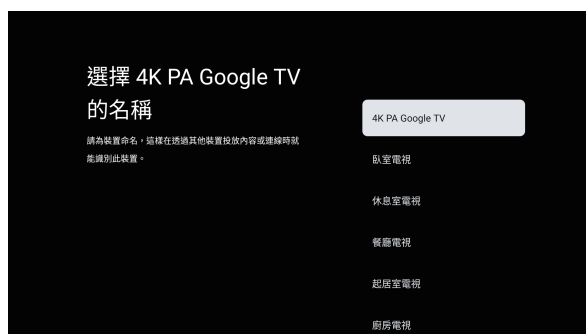 選擇 4K PA Google TV
的名稱
請為裝置命名，這樣在透過其他裝置投放內容或連線時就
能識別此裝置。
4K PA Google TV
臥室電視
休息室電視
餐廳電視
起居室電視
廚房電視